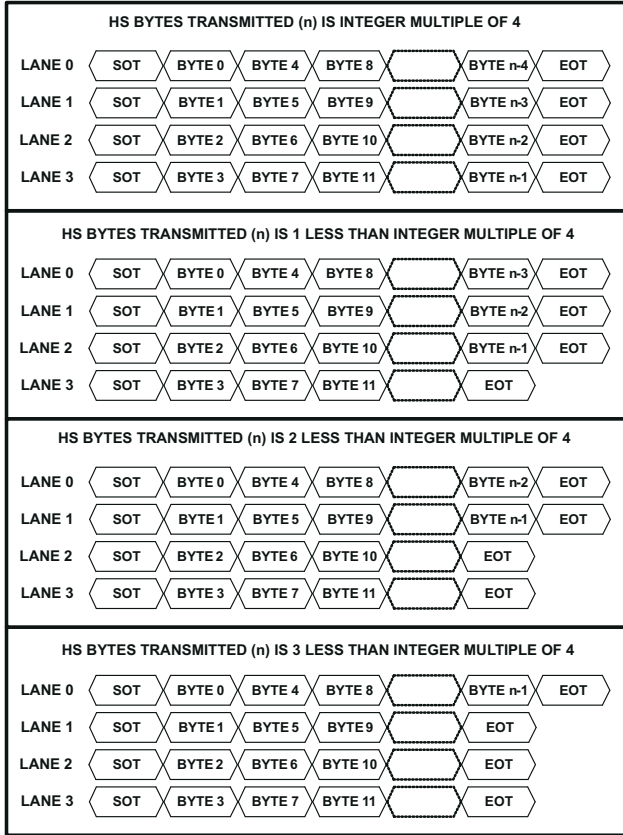 HS BYTES TRANSMITTED (n) IS INTEGER MULTIPLE OF 4
LANE 0 SOT BYTE 0 BYTE 4 BYTE 8 BYTE n-4 EOT
LANE 1 SOT BYTE 1 BYTE 5 BYTE 9 BYTE n-3 EOT
LANE 2 SOT BYTE 2 BYTE 6 BYTE 10 BYTE n-2 EOT
LANE 3 SOT BYTE 3 BYTE 7 BYTE 11 BYTE n-1 EOT
HS BYTES TRANSMITTED (n) IS 1 LESS THAN INTEGER MULTIPLE OF 4
LANE 0 SOT BYTE 0 BYTE 4 BYTE 8 BYTE n-3 EOT
LANE 1 SOT BYTE 1 BYTE 5 BYTE 9 BYTE n-2 EOT
LANE 2 SOT BYTE 2 BYTE 6 BYTE 10 BYTE n-1 EOT
LANE 3 SOT BYTE 3 BYTE 7 BYTE 11 EOT
HS BYTES TRANSMITTED (n) IS 2 LESS THAN INTEGER MULTIPLE OF 4
LANE 0 SOT BYTE 0 BYTE 4 BYTE 8 BYTE n-2 EOT
LANE 1 SOT BYTE 1 BYTE 5 BYTE 9 BYTE n-1 EOT
LANE 2 SOT BYTE 2 BYTE 6 BYTE 10 EOT
LANE 3 SOT BYTE 3 BYTE 7 BYTE 11 EOT
HS BYTES TRANSMITTED (n) IS 3 LESS THAN INTEGER MULTIPLE OF 4
LANE 0 SOT BYTE 0 BYTE 4 BYTE 8 BYTE n-1 EOT
LANE 1 SOT BYTE 1 BYTE 5 BYTE 9 EOT
LANE 2 SOT BYTE 2 BYTE 6 BYTE 10 EOT
LANE 3 SOT BYTE 3 BYTE 7 BYTE 11 EOT